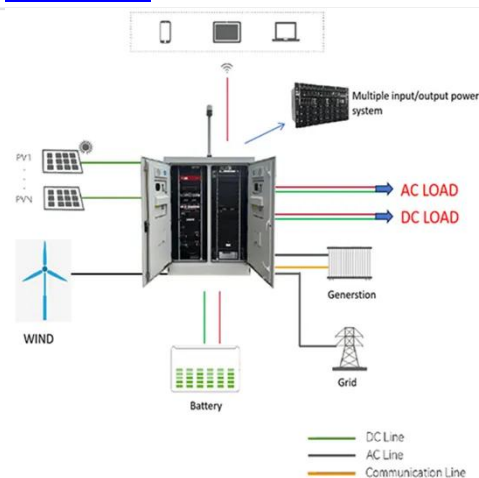 Multiple input/output power
system
PV1
PVN
AC LOAD
DC LOAD
Generstion
WIND
Grid
Battery
DC Line
AC Line
Communication Line